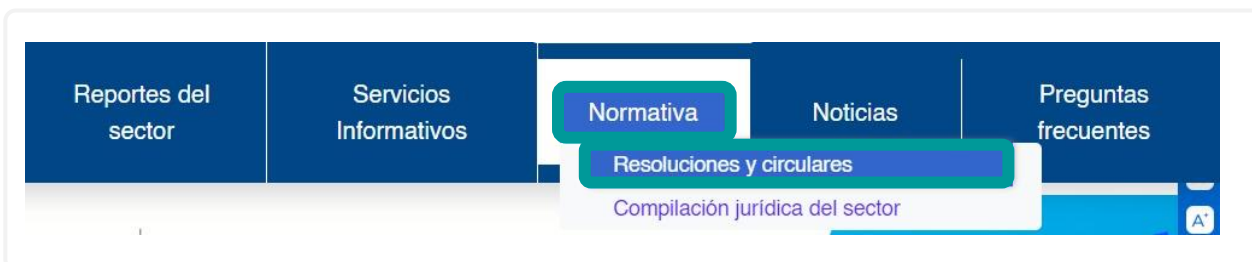 Reportes del
sector
Servicios
Informativos
Normativa
Noticias
Preguntas
frecuentes
Resoluciones y circulares
Compilación jurídica del sector
A+